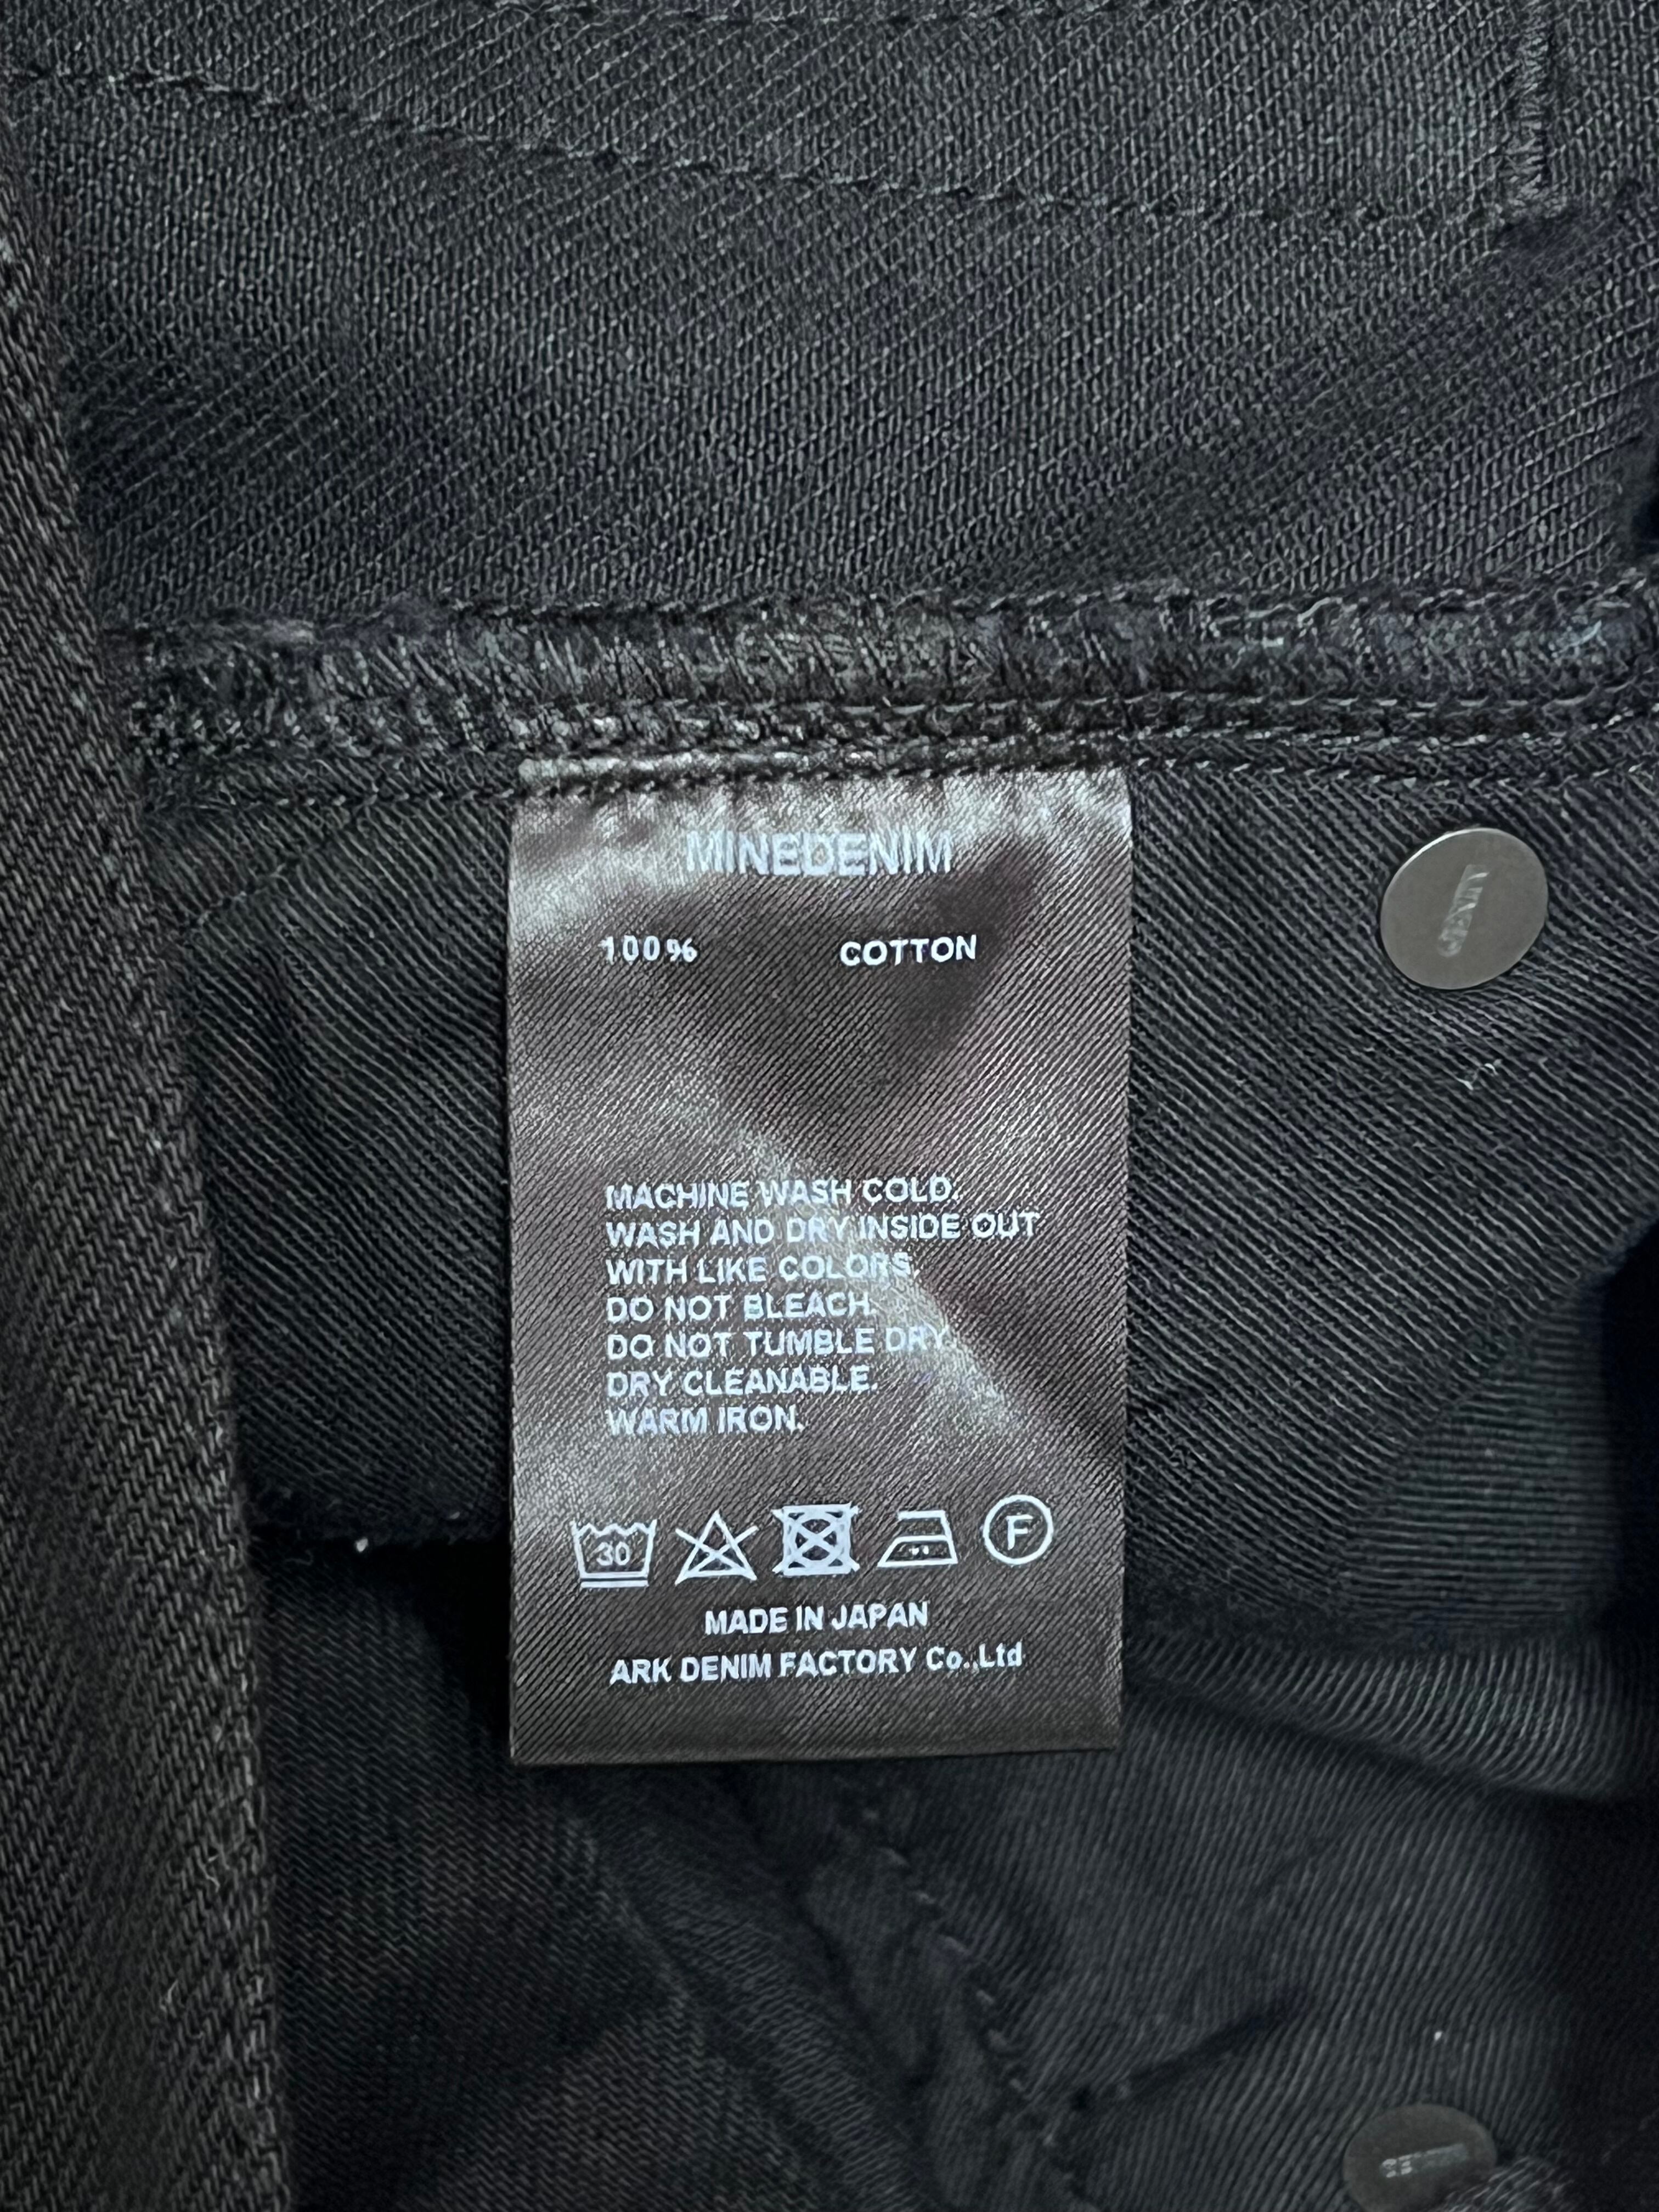 MINEDENIM
100% COTTON
MACHINE WASH COLD.
WASH AND DRY INSIDE OUT
WITH LIKE COLORS.
DO NOT BLEACH.
DO NOT TUMBLE DRY.
DRY CLEANABLE.
WARM IRON.
30
F
MADE IN JAPAN
ARK DENIM FACTORY Co.,Ltd